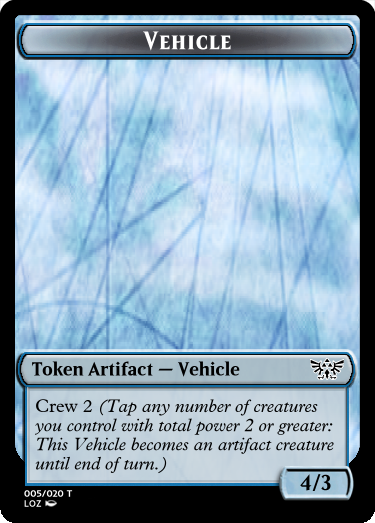 Vehicle
Token Artifact — Vehicle
Crew 2 (Tap any number of creatures
you control with total power 2 or greater:
This Vehicle becomes an artifact creature
until end of turn.)
4/3
005/020 T
LOZ